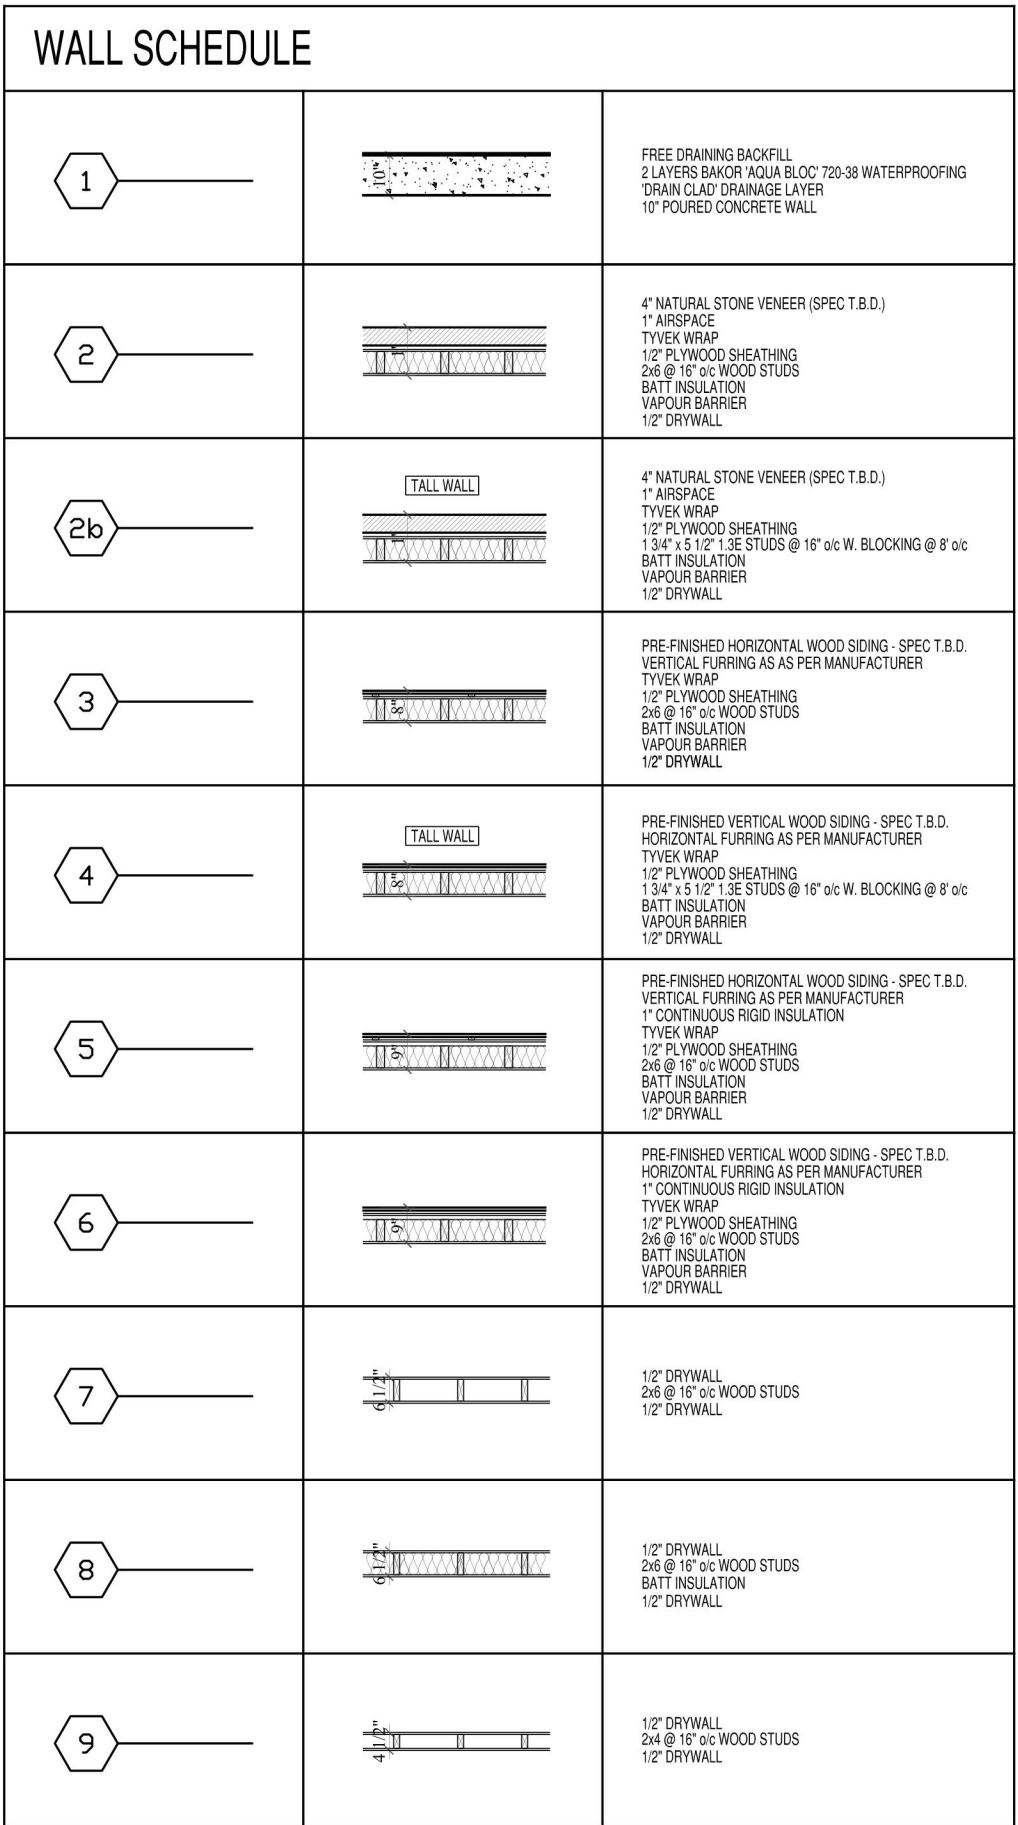 WALL SCHEDULE
1
10"
FREE DRAINING BACKFILL
2 LAYERS BAKOR 'AQUA BLOC' 720-38 WATERPROOFING
'DRAIN CLAD' DRAINAGE LAYER
10" POURED CONCRETE WALL
2
1'
4" NATURAL STONE VENEER (SPEC T.B.D.)
1" AIRSPACE
TYVEK WRAP
1/2" PLYWOOD SHEATHING
2x6 @ 16" o/c WOOD STUDS
BATT INSULATION
VAPOUR BARRIER
1/2" DRYWALL
2b
TALL WALL
1'
4" NATURAL STONE VENEER (SPEC T.B.D.)
1" AIRSPACE
TYVEK WRAP
1/2" PLYWOOD SHEATHING
1 3/4" x 5 1/2" 1.3E STUDS @ 16" o/c W. BLOCKING @ 8' o/c
BATT INSULATION
VAPOUR BARRIER
1/2" DRYWALL
3
8"
PRE-FINISHED HORIZONTAL WOOD SIDING - SPEC T.B.D.
VERTICAL FURRING AS AS PER MANUFACTURER
TYVEK WRAP
1/2" PLYWOOD SHEATHING
2x6 @ 16" o/c WOOD STUDS
BATT INSULATION
VAPOUR BARRIER
1/2" DRYWALL
4
TALL WALL
8"
PRE-FINISHED VERTICAL WOOD SIDING - SPEC T.B.D.
HORIZONTAL FURRING AS PER MANUFACTURER
TYVEK WRAP
1/2" PLYWOOD SHEATHING
1 3/4" x 5 1/2" 1.3E STUDS @ 16" o/c W. BLOCKING @ 8' o/c
BATT INSULATION
VAPOUR BARRIER
1/2" DRYWALL
5
9"
PRE-FINISHED HORIZONTAL WOOD SIDING - SPEC T.B.D.
VERTICAL FURRING AS PER MANUFACTURER
1" CONTINUOUS RIGID INSULATION
TYVEK WRAP
1/2" PLYWOOD SHEATHING
2x6 @ 16" o/c WOOD STUDS
BATT INSULATION
VAPOUR BARRIER
1/2" DRYWALL
6
9"
PRE-FINISHED VERTICAL WOOD SIDING - SPEC T.B.D.
HORIZONTAL FURRING AS PER MANUFACTURER
1" CONTINUOUS RIGID INSULATION
TYVEK WRAP
1/2" PLYWOOD SHEATHING
2x6 @ 16" o/c WOOD STUDS
BATT INSULATION
VAPOUR BARRIER
1/2" DRYWALL
7
6 1/2"
1/2" DRYWALL
2x6 @ 16" o/c WOOD STUDS
1/2" DRYWALL
8
6 1/2"
1/2" DRYWALL
2x6 @ 16" o/c WOOD STUDS
BATT INSULATION
1/2" DRYWALL
9
4 1/2"
1/2" DRYWALL
2x4 @ 16" o/c WOOD STUDS
1/2" DRYWALL